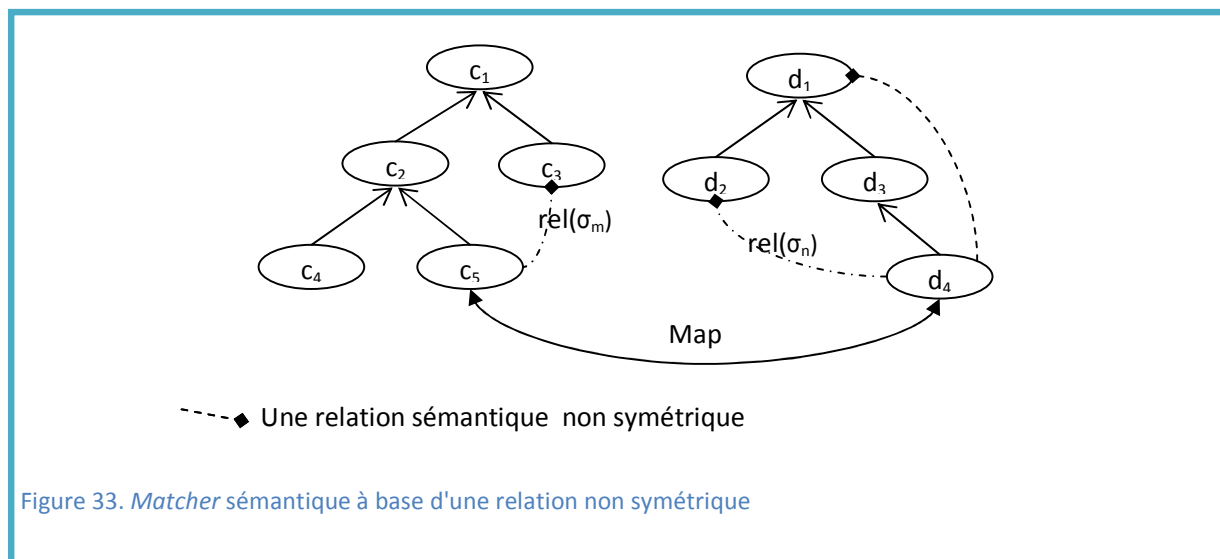 c₁
d₁
c₂
c₃
d₂
d₃
rel(σₘ)
rel(σₙ)
c₄
c₅
d₄
Map
Une relation sémantique non symétrique
Figure 33. Matcher sémantique à base d'une relation non symétrique